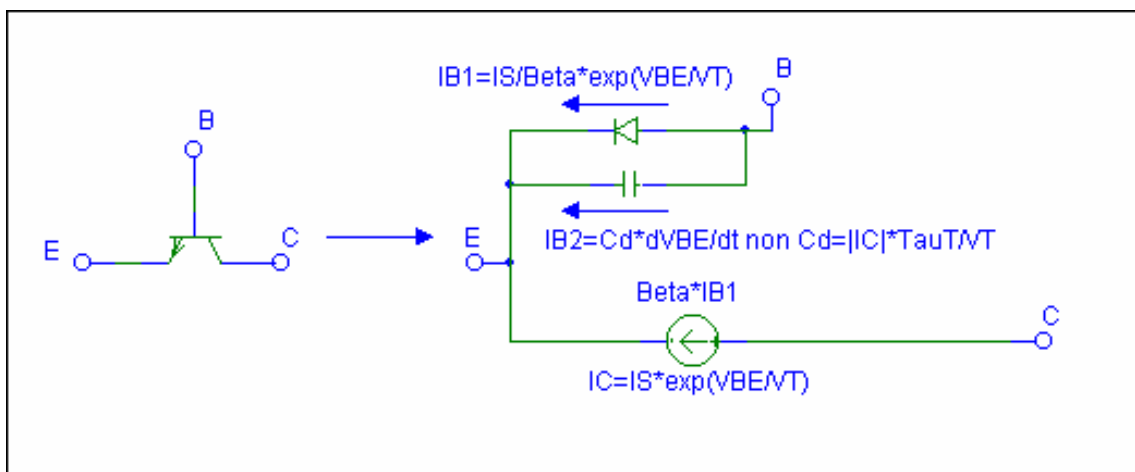 IB1=IS/Beta*exp(VBE/VT)
B
B
E
C
E
IB2=Cd*dVBE/dt non Cd=|IC|*TauT/VT
Beta*IB1
C
IC=IS*exp(VBE/VT)